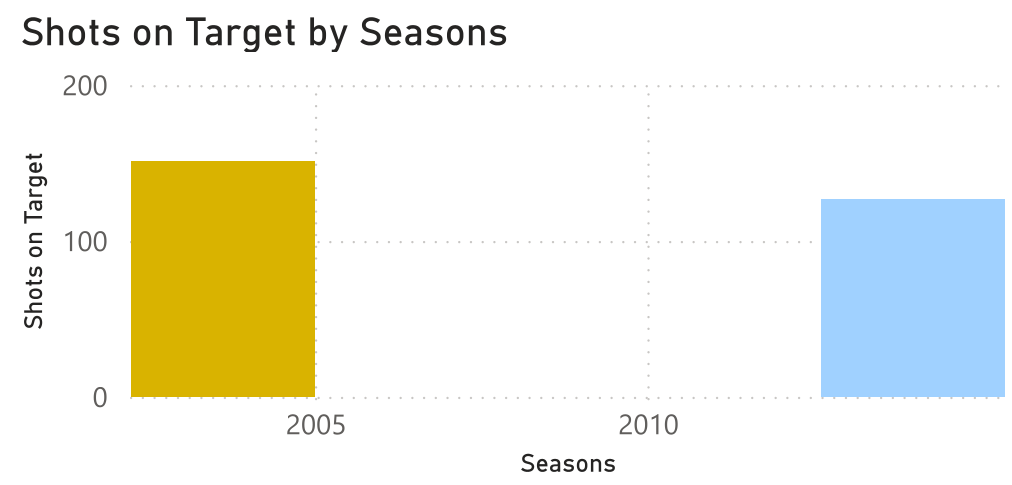 Shots on Target by Seasons
200
100
0
Shots on Target
2005 2010
Seasons